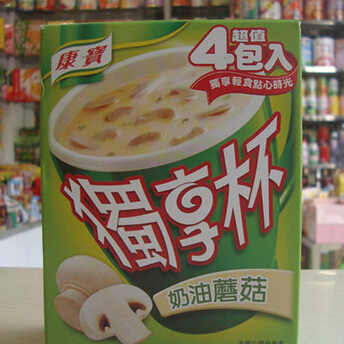 康寶
超值
4包入
獨享輕食點心時光
獨享杯
奶油蘑菇